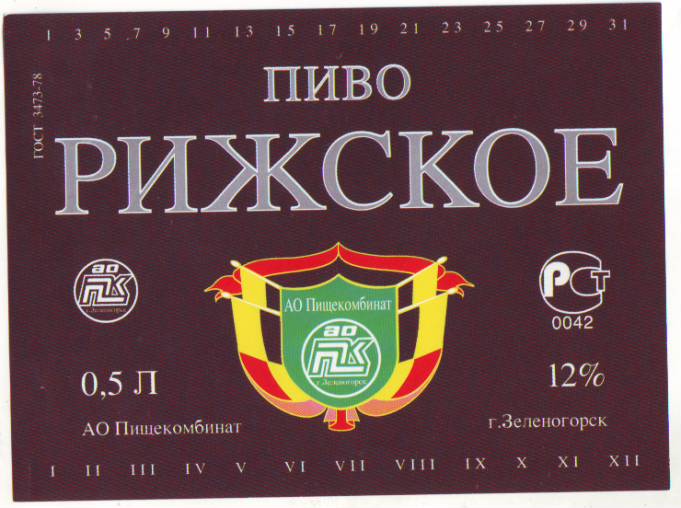 1 3 5 7 9 11 13 15 17 19 21 23 25 27 29 31
ГОСТ 3473-78
ПИВО
РИЖСКОЕ
АО ПК
г.Зеленогорск
АО Пищекомбинат
АО ПК
г.Зеленогорск
РСТ
0042
0,5 Л
12%
АО Пищекомбинат
г.Зеленогорск
I II III IV V VI VII VIII IX X XI XII